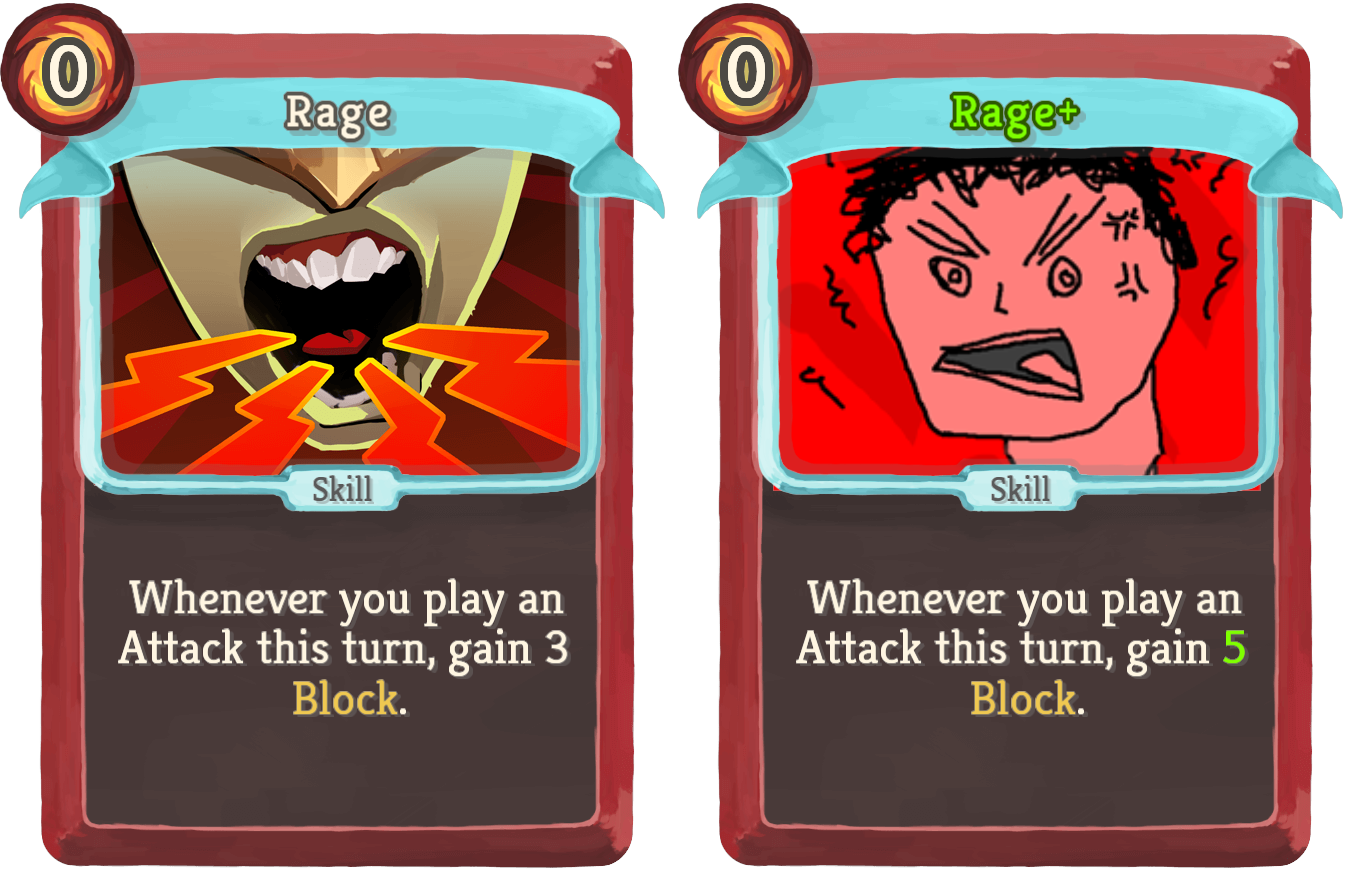 0
Rage
Skill
Whenever you play an
Attack this turn, gain 3
Block.
0
Rage+
Skill
Whenever you play an
Attack this turn, gain 5
Block.